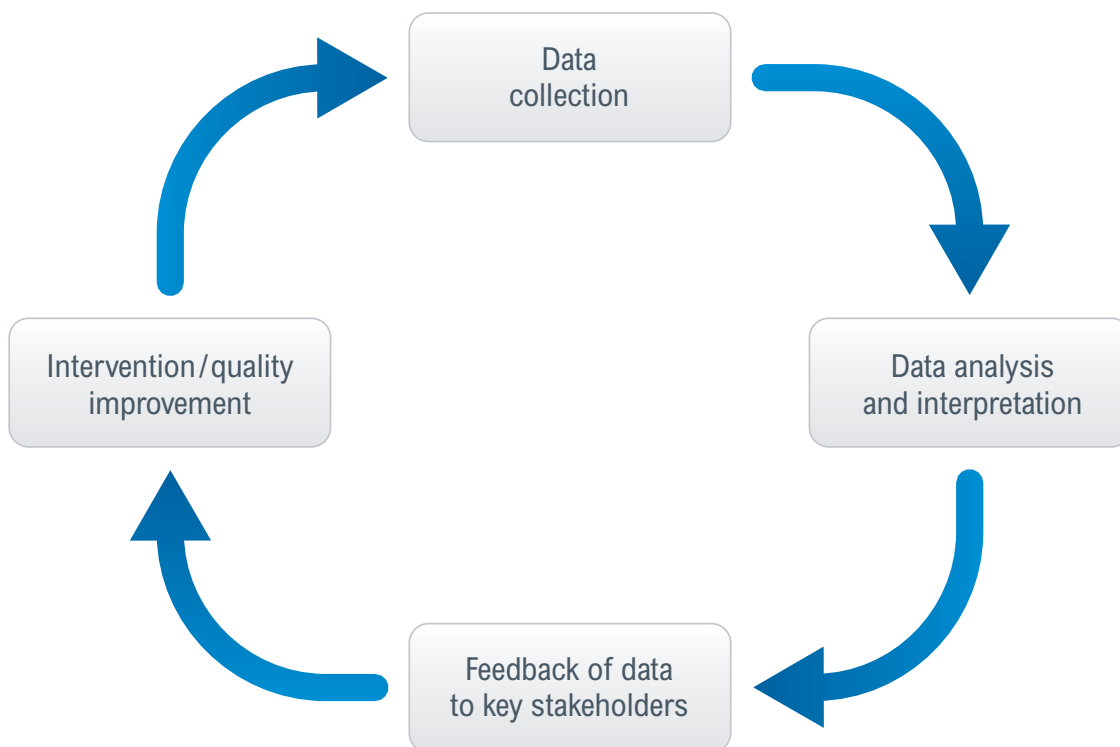 Data
collection
Intervention/quality
improvement
Data analysis
and interpretation
Feedback of data
to key stakeholders